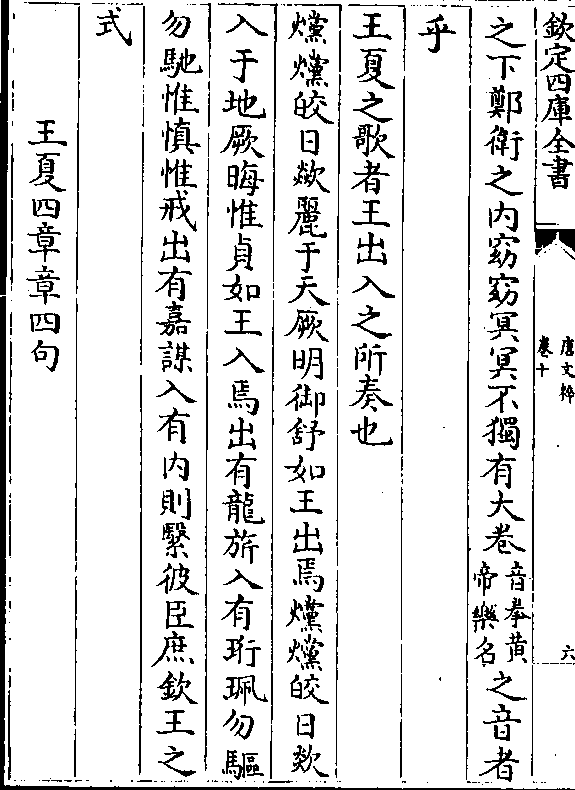 欽定四庫全書
唐文粹
卷十
六
之下鄭衛之内窈窈冥冥不獨有大卷音拳黄帝樂名之音者
乎
王夏之歌者王出入之所奏也
爣爣皎日歘麗于天厥明御舒如王出焉爣爣皎日歘
入于地厥晦惟貞如王入焉出有龍旂入有珩珮勿驅
勿馳惟慎惟戒出有嘉謀入有内則繄彼臣庶欽王之
式
王夏四章章四句